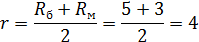 r = (Rб + Rм)/2 = (5 + 3)/2 = 4